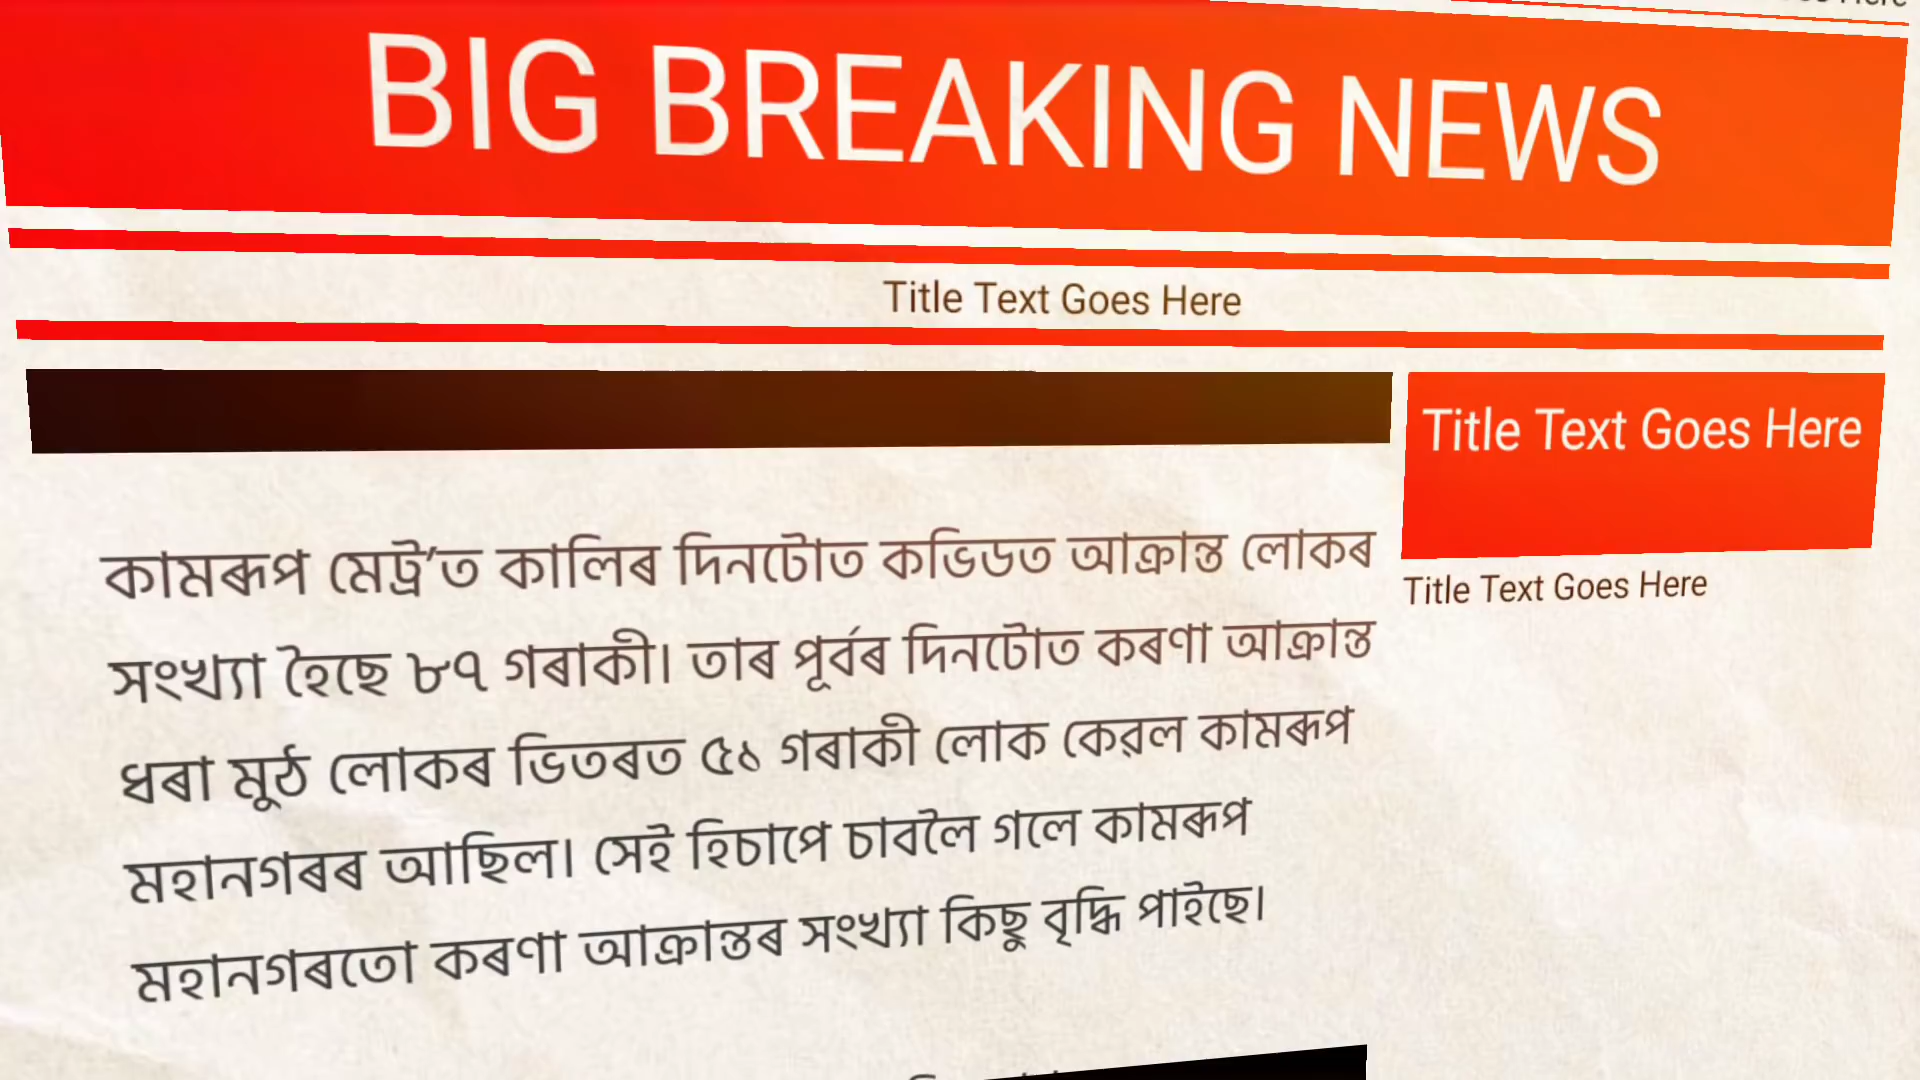 BIG BREAKING NEWS
Title Text Goes Here
Title Text Goes Here
Title Text Goes Here
কামৰূপ মেট্ৰ’ত কালিৰ দিনটোত কভিডত আক্ৰান্ত লোকৰ
সংখ্যা হৈছে ৮৭ গৰাকী। তাৰ পূৰ্বৰ দিনটোত কৰণা আক্ৰান্ত
ধৰা মুঠ লোকৰ ভিতৰত ৫১ গৰাকী লোক কেৱল কামৰূপ
মহানগৰৰ আছিল। সেই হিচাপে চাবলৈ গলে কামৰূপ
মহানগৰতো কৰণা আক্ৰান্তৰ সংখ্যা কিছু বৃদ্ধি পাইছে।